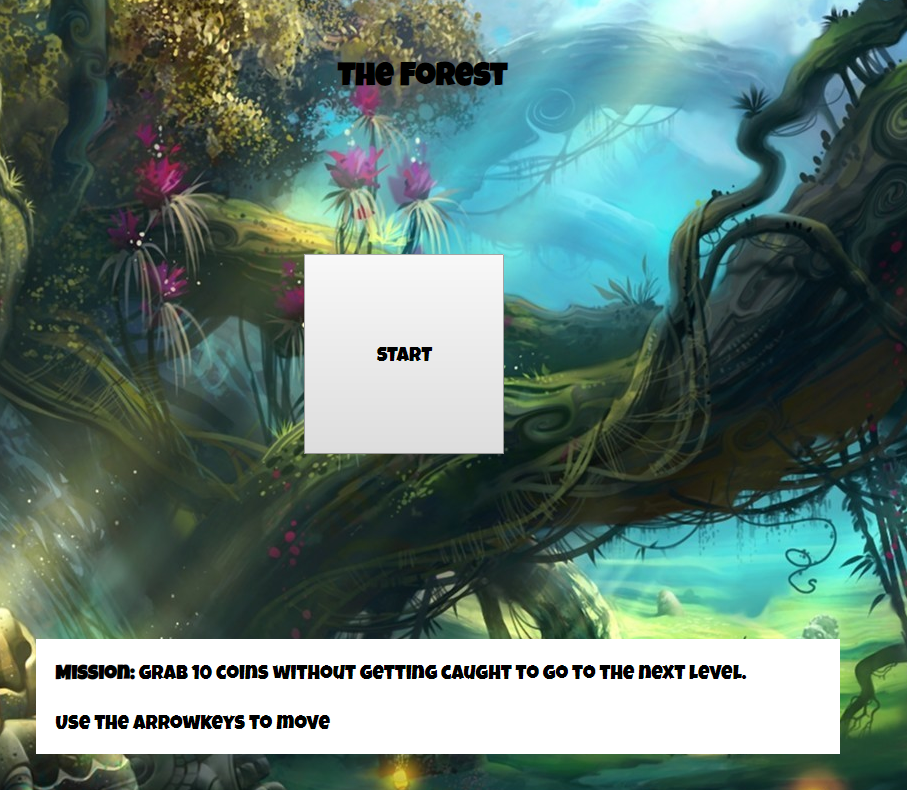 THE FOREST
START
Mission: GRAB 10 COINS WITHOUT GETTING CAUGHT TO GO TO THE NEXT LEVEL.
USE THE ARROWKEYS TO MOVE